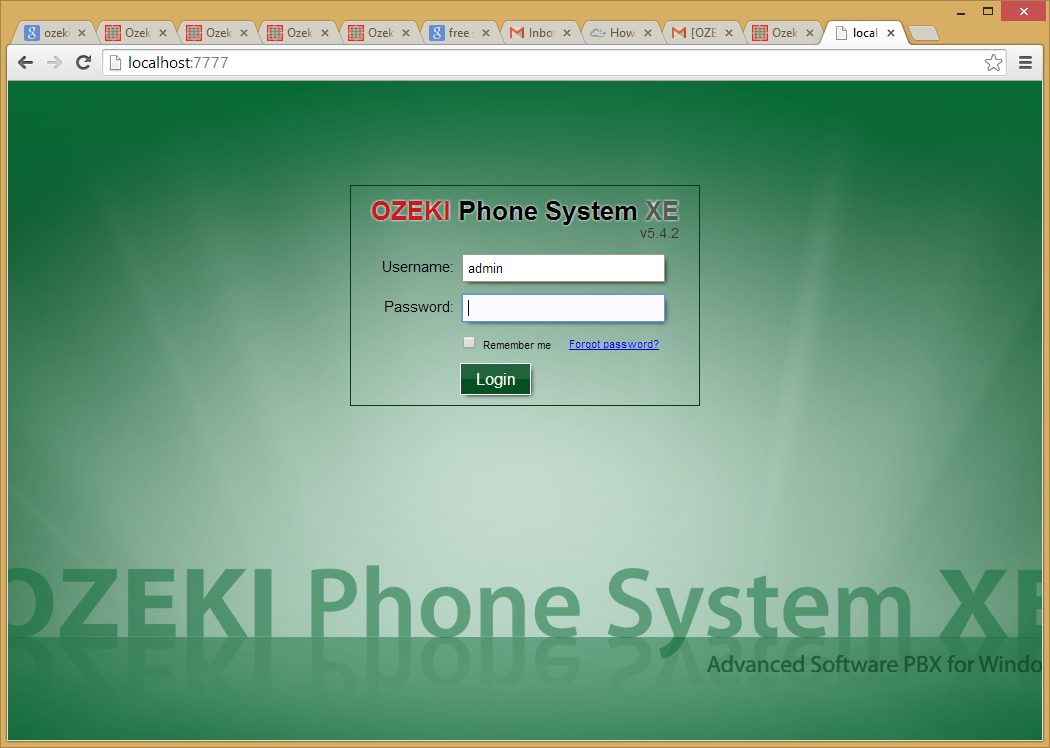 ozeki
Ozek
Ozek
Ozek
Ozek
free
Inbo
How
[OZE
Ozek
local
localhost:7777
OZEKI Phone System XE
v5.4.2
Username: admin
Password:
Remember me Forgot password?
Login
OZEKI Phone System XE
Advanced Software PBX for Windo